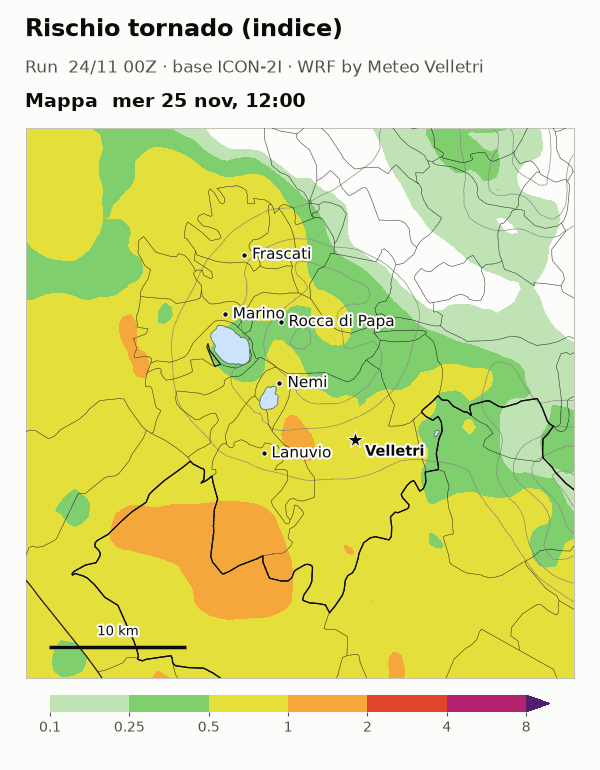 Rischio tornado (indice)
Run  24/11 00Z · base ICON-2I · WRF by Meteo Velletri
Mappa  mer 25 nov, 12:00
Frascati
Marino
Rocca di Papa
Nemi
Velletri
Lanuvio
10 km
0.1 0.25 0.5 1 2 4 8